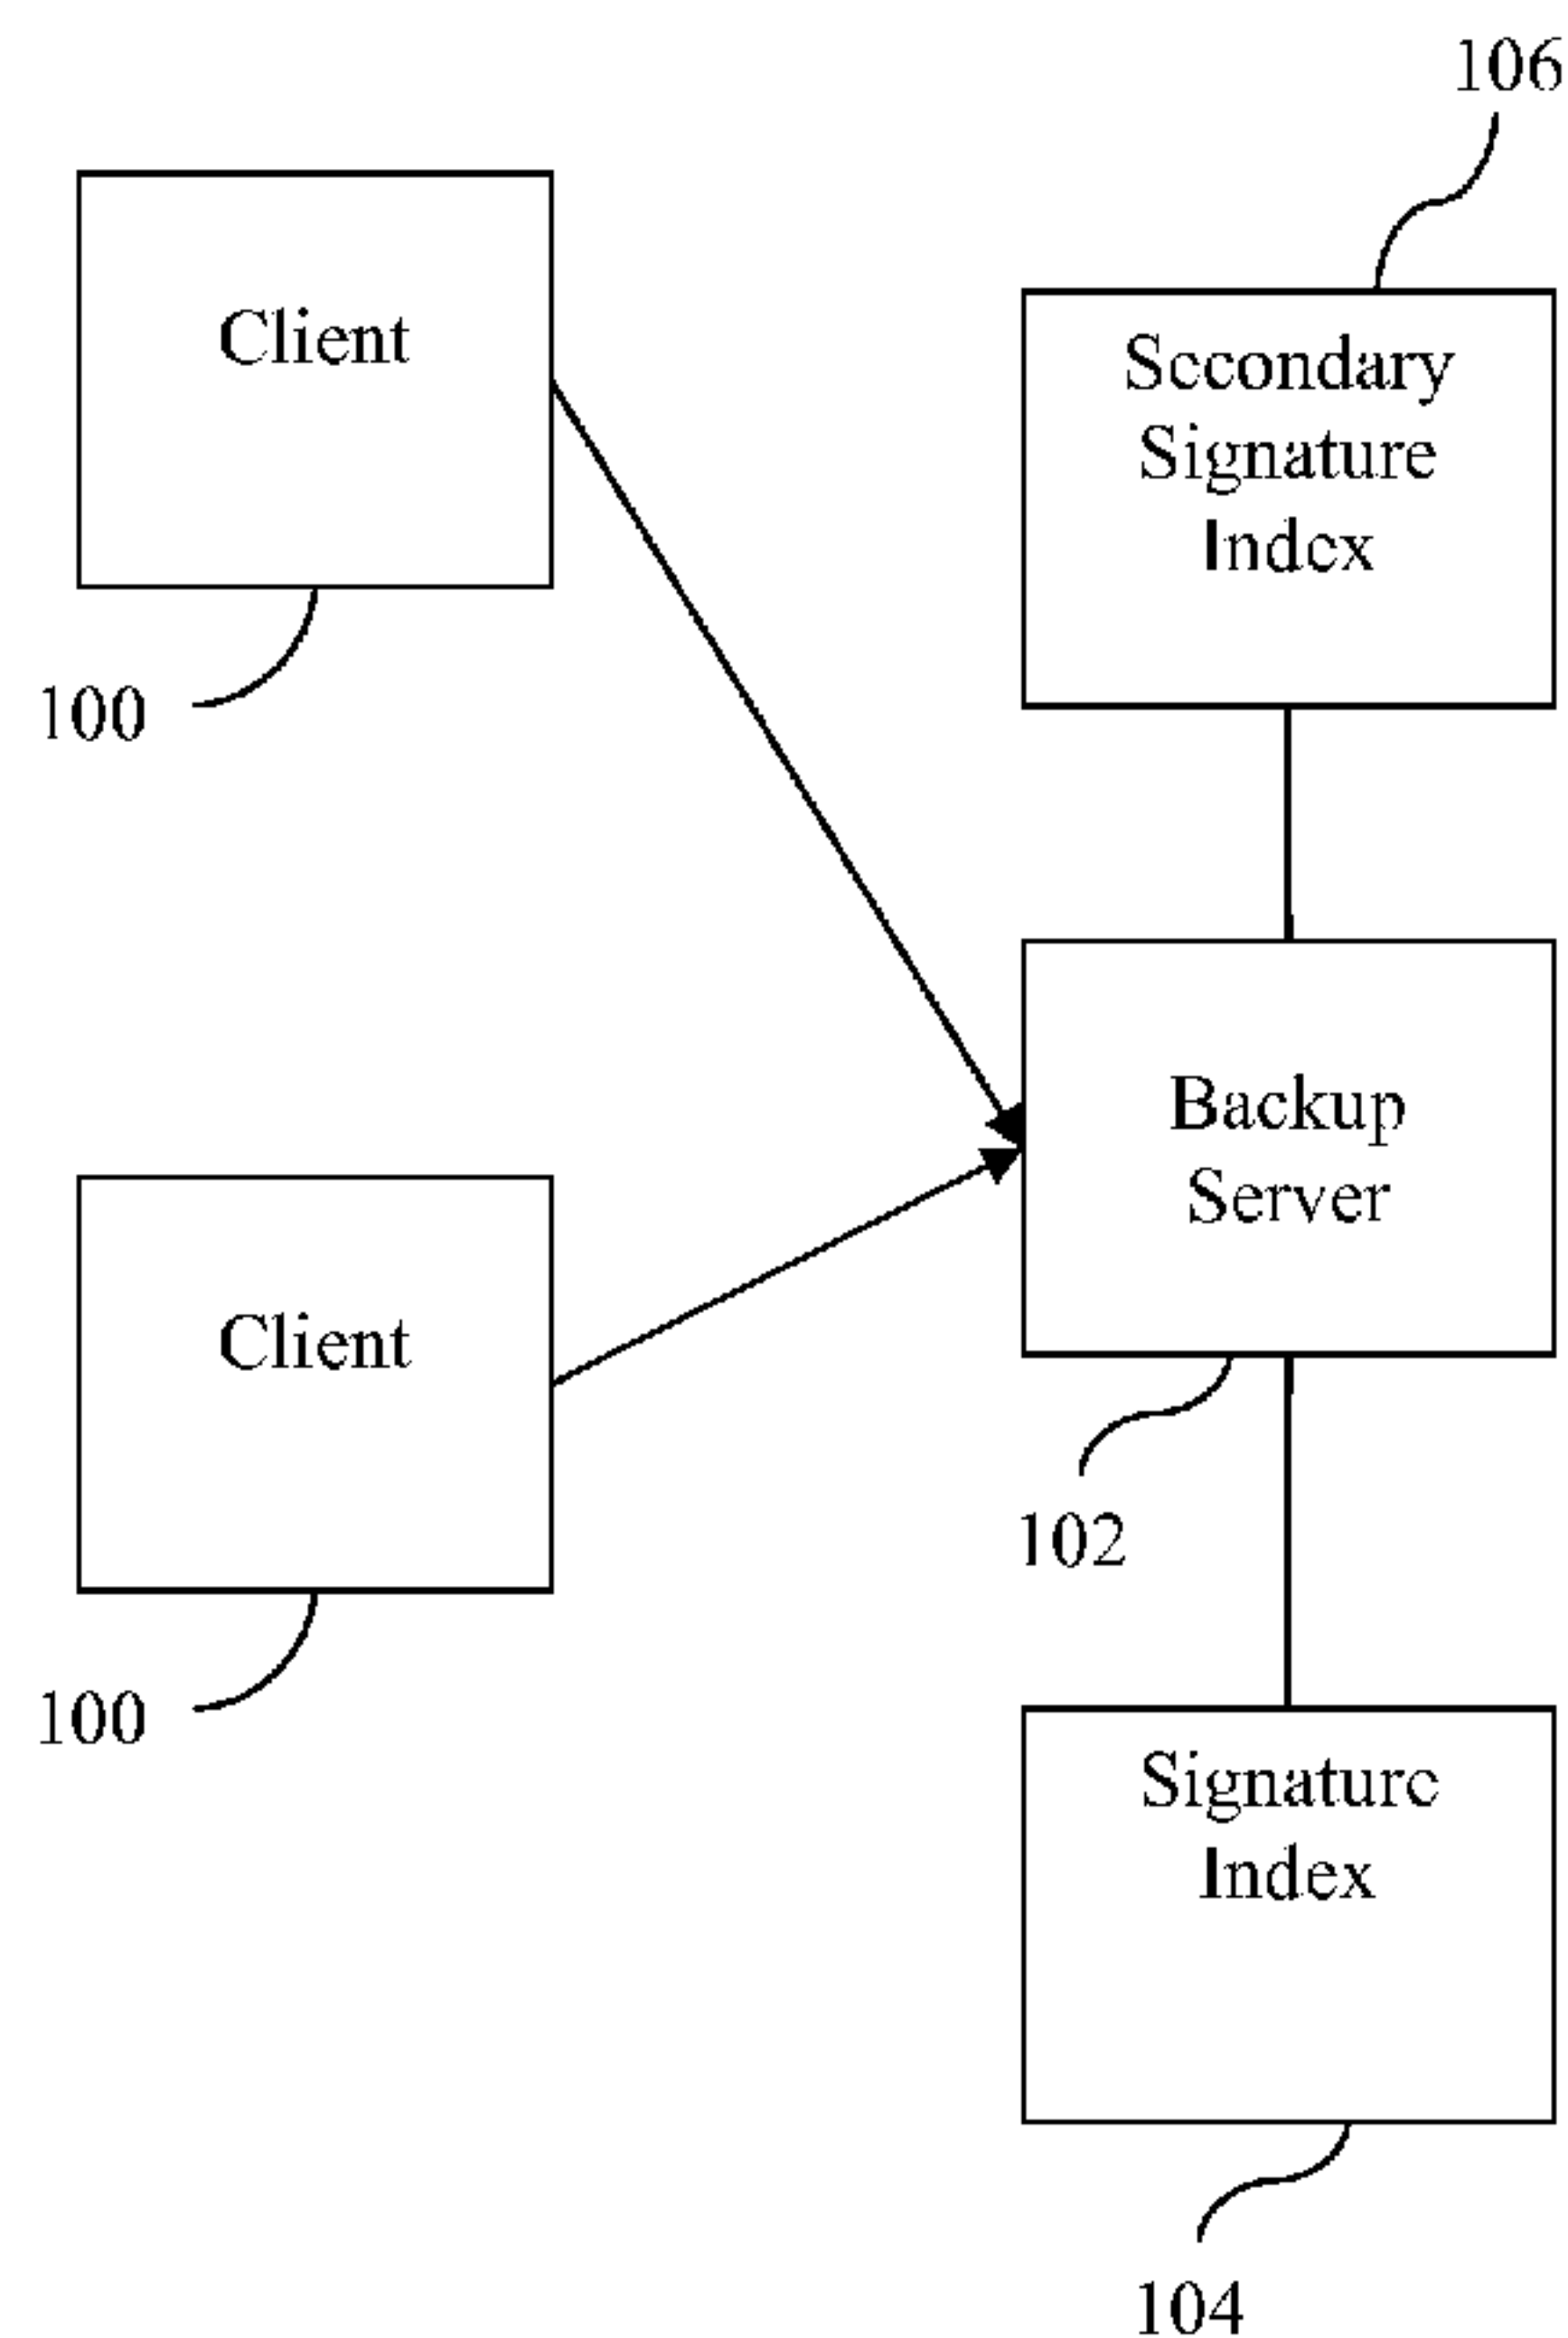 106
Client
Secondary
Signature
Index
100
Backup
Server
Client
102
100
Signature
Index
104